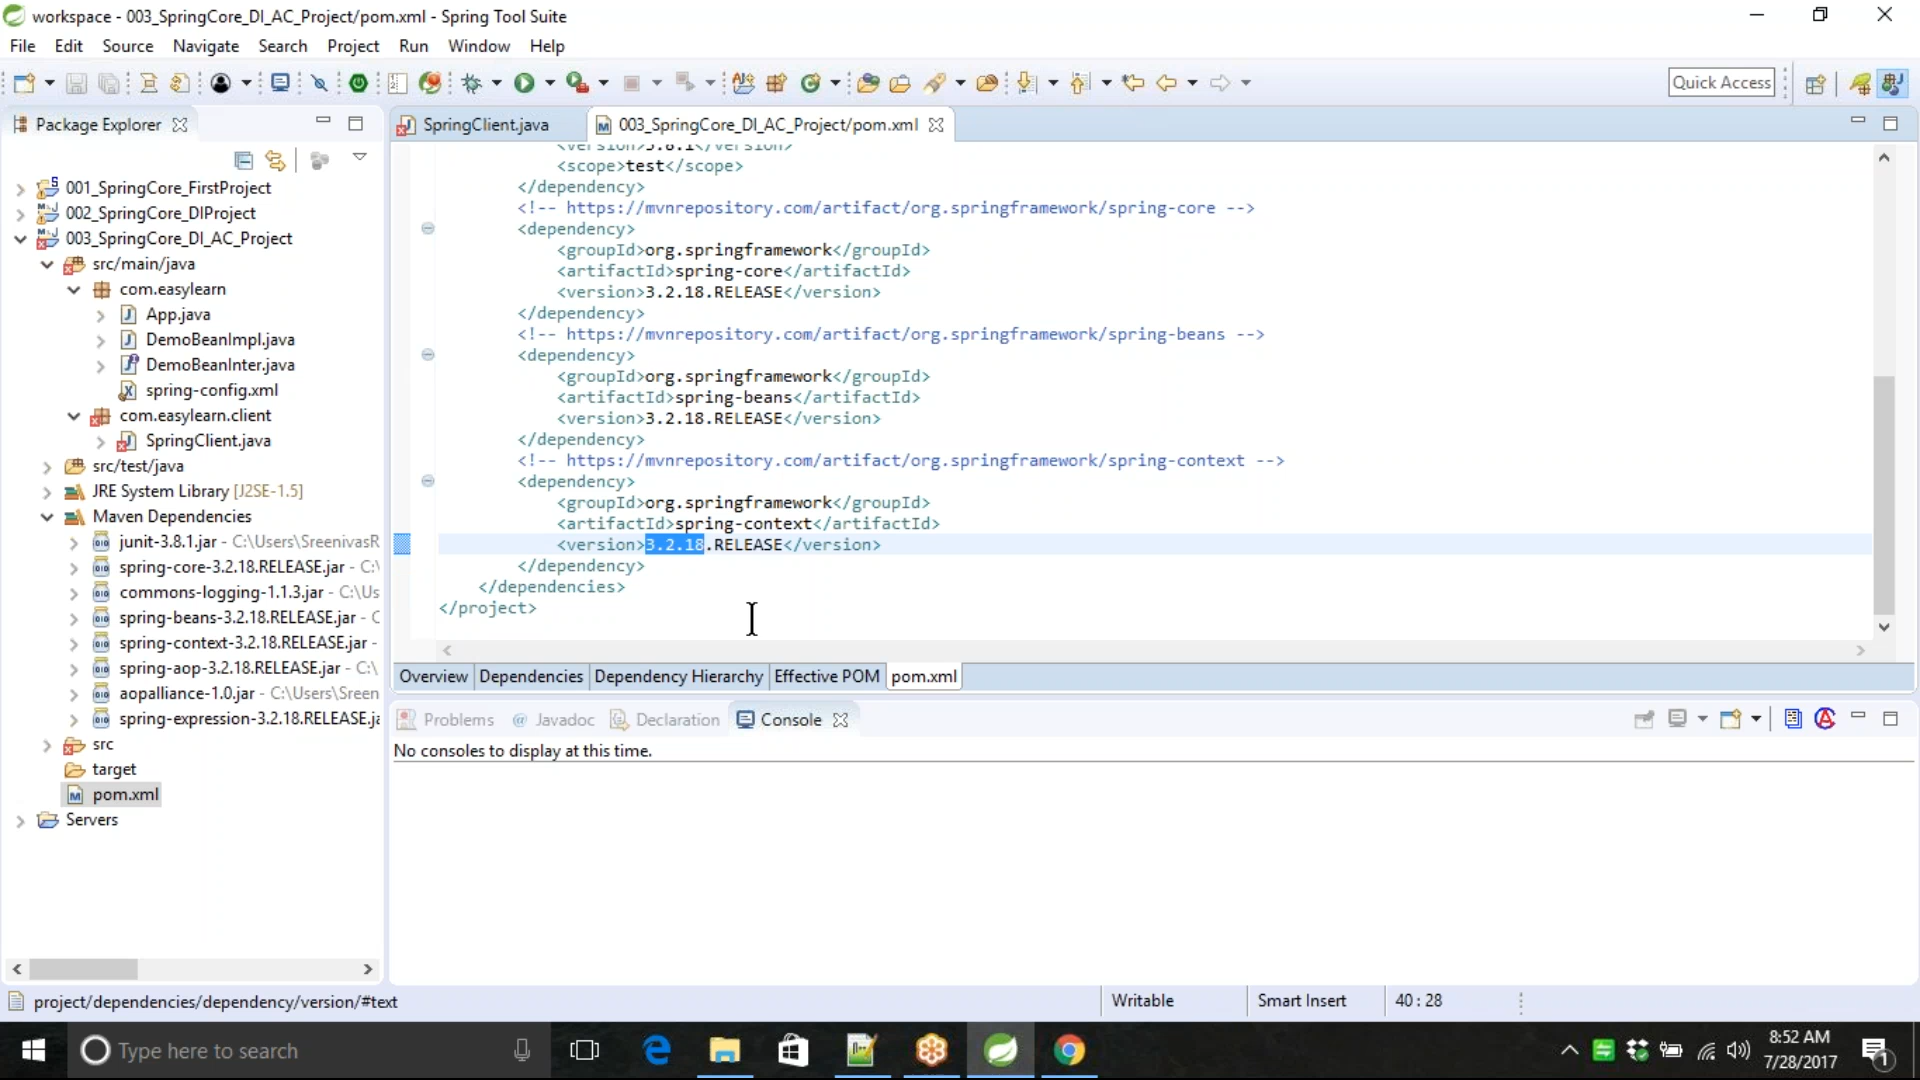 workspace - 003_SpringCore_DI_AC_Project/pom.xml - Spring Tool Suite
File Edit Source Navigate Search Project Run Window Help
Quick Access
Package Explorer
SpringClient.java
003_SpringCore_DI_AC_Project/pom.xml
001_SpringCore_FirstProject
002_SpringCore_DIProject
003_SpringCore_DI_AC_Project
src/main/java
com.easylearn
App.java
DemoBeanImpl.java
DemoBeanInter.java
spring-config.xml
com.easylearn.client
SpringClient.java
src/test/java
JRE System Library [J2SE-1.5]
Maven Dependencies
junit-3.8.1.jar - C:\Users\SreenivasR
spring-core-3.2.18.RELEASE.jar - C:\
commons-logging-1.1.3.jar - C:\Us
spring-beans-3.2.18.RELEASE.jar - C
spring-context-3.2.18.RELEASE.jar -
spring-aop-3.2.18.RELEASE.jar - C:\
aopalliance-1.0.jar - C:\Users\Sreen
spring-expression-3.2.18.RELEASE.ja
src
target
pom.xml
Servers
<version>3.8.1</version>
<scope>test</scope>
</dependency>
<!-- https://mvnrepository.com/artifact/org.springframework/spring-core -->
<dependency>
<groupId>org.springframework</groupId>
<artifactId>spring-core</artifactId>
<version>3.2.18.RELEASE</version>
</dependency>
<!-- https://mvnrepository.com/artifact/org.springframework/spring-beans -->
<dependency>
<groupId>org.springframework</groupId>
<artifactId>spring-beans</artifactId>
<version>3.2.18.RELEASE</version>
</dependency>
<!-- https://mvnrepository.com/artifact/org.springframework/spring-context -->
<dependency>
<groupId>org.springframework</groupId>
<artifactId>spring-context</artifactId>
<version>3.2.18.RELEASE</version>
</dependency>
</dependencies>
</project>
Overview Dependencies Dependency Hierarchy Effective POM pom.xml
Problems @ Javadoc Declaration Console
No consoles to display at this time.
project/dependencies/dependency/version/#text
Writable
Smart Insert
40 : 28
Type here to search
8:52 AM
7/28/2017
1